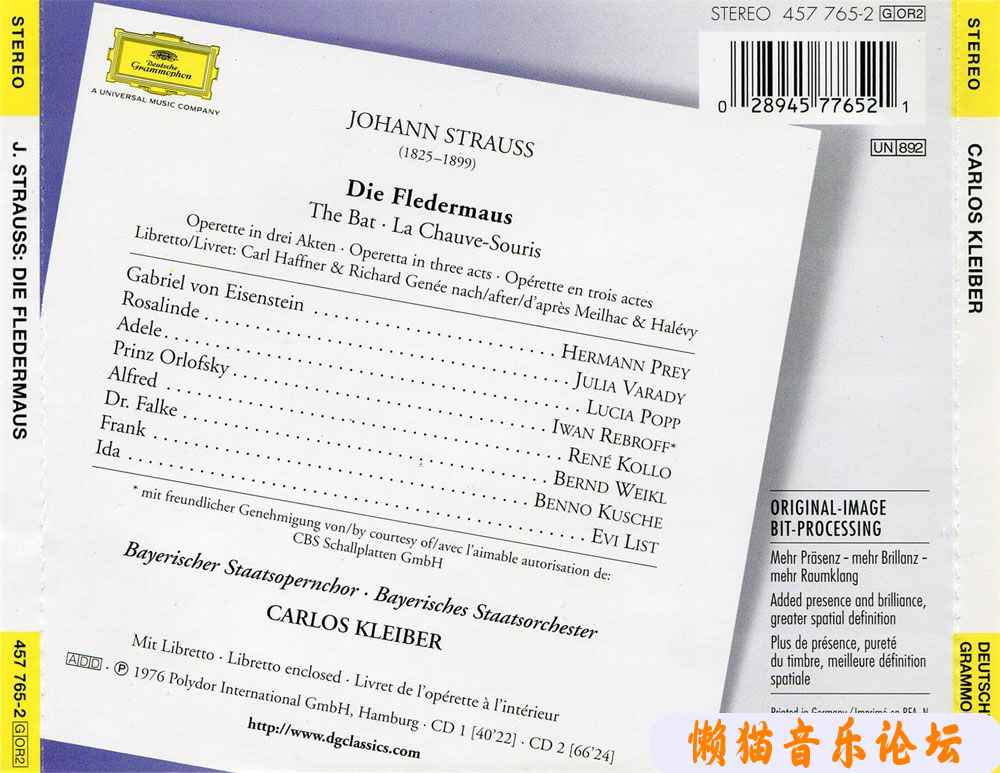 STEREO
J. STRAUSS: DIE FLEDERMAUS
457 765-2 G OR2
Deutsche
Grammophon
A UNIVERSAL MUSIC COMPANY
STEREO 457 765-2 G OR2
0 28945 77652 1
UN 892
JOHANN STRAUSS
(1825–1899)
Die Fledermaus
The Bat · La Chauve-Souris
Operette in drei Akten · Operetta in three acts · Opérette en trois actes
Libretto/Livret: Carl Haffner & Richard Genée nach/after/d'après Meilhac & Halévy
Gabriel von Eisenstein . . . . . . . . . . HERMANN PREY
Rosalinde . . . . . . . . . . JULIA VARADY
Adele . . . . . . . . . . LUCIA POPP
Prinz Orlofsky . . . . . . . . . . IWAN REBROFF*
Alfred . . . . . . . . . . RENÉ KOLLO
Dr. Falke . . . . . . . . . . BERND WEIKL
Frank . . . . . . . . . . BENNO KUSCHE
Ida . . . . . . . . . . EVI LIST
* mit freundlicher Genehmigung von/by courtesy of/avec l'aimable autorisation de:
CBS Schallplatten GmbH
Bayerischer Staatsopernchor · Bayerisches Staatsorchester
CARLOS KLEIBER
Mit Libretto · Libretto enclosed · Livret de l'opérette à l'intérieur
ADD · ℗ 1976 Polydor International GmbH, Hamburg · CD 1 [40'22] · CD 2 [66'24]
http://www.dgclassics.com
ORIGINAL-IMAGE
BIT-PROCESSING
Mehr Präsenz – mehr Brillanz –
mehr Raumklang
Added presence and brilliance,
greater spatial definition
Plus de présence, pureté
du timbre, meilleure définition
spatiale
Printed in Germany / Imprimé en RFA
STEREO
CARLOS KLEIBER
DEUTSCH
GRAMMO
懒猫音乐论坛